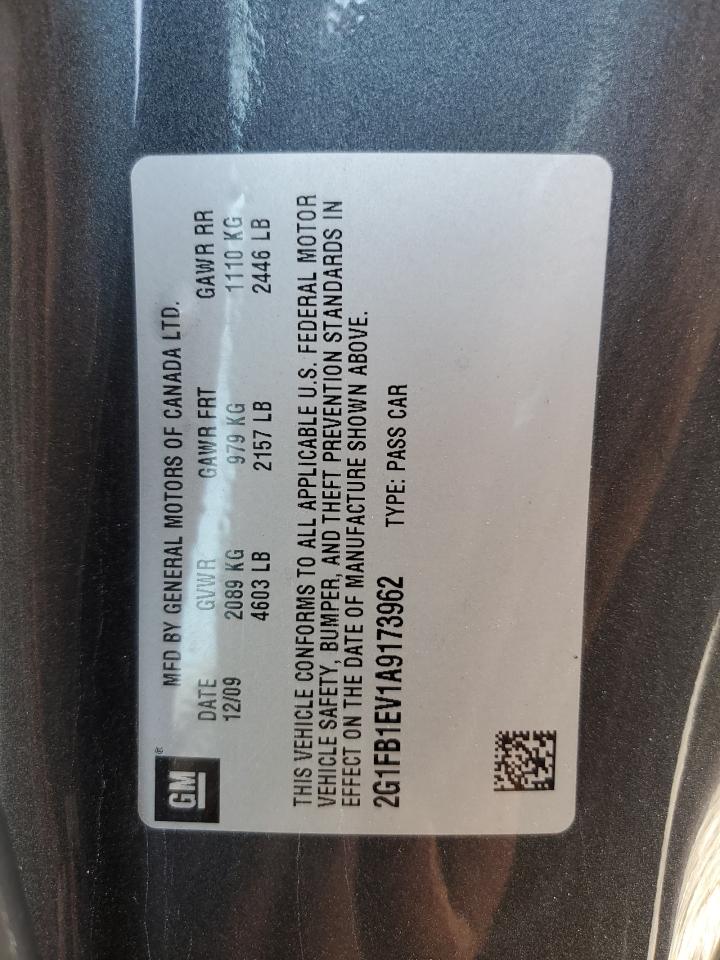 GM ®
MFD BY GENERAL MOTORS OF CANADA LTD.
DATE GVWR GAWR FRT GAWR RR
12/09 2089 KG 979 KG 1110 KG
4603 LB 2157 LB 2446 LB
THIS VEHICLE CONFORMS TO ALL APPLICABLE U.S. FEDERAL MOTOR
VEHICLE SAFETY, BUMPER, AND THEFT PREVENTION STANDARDS IN
EFFECT ON THE DATE OF MANUFACTURE SHOWN ABOVE.
2G1FB1EV1A9173962 TYPE: PASS CAR